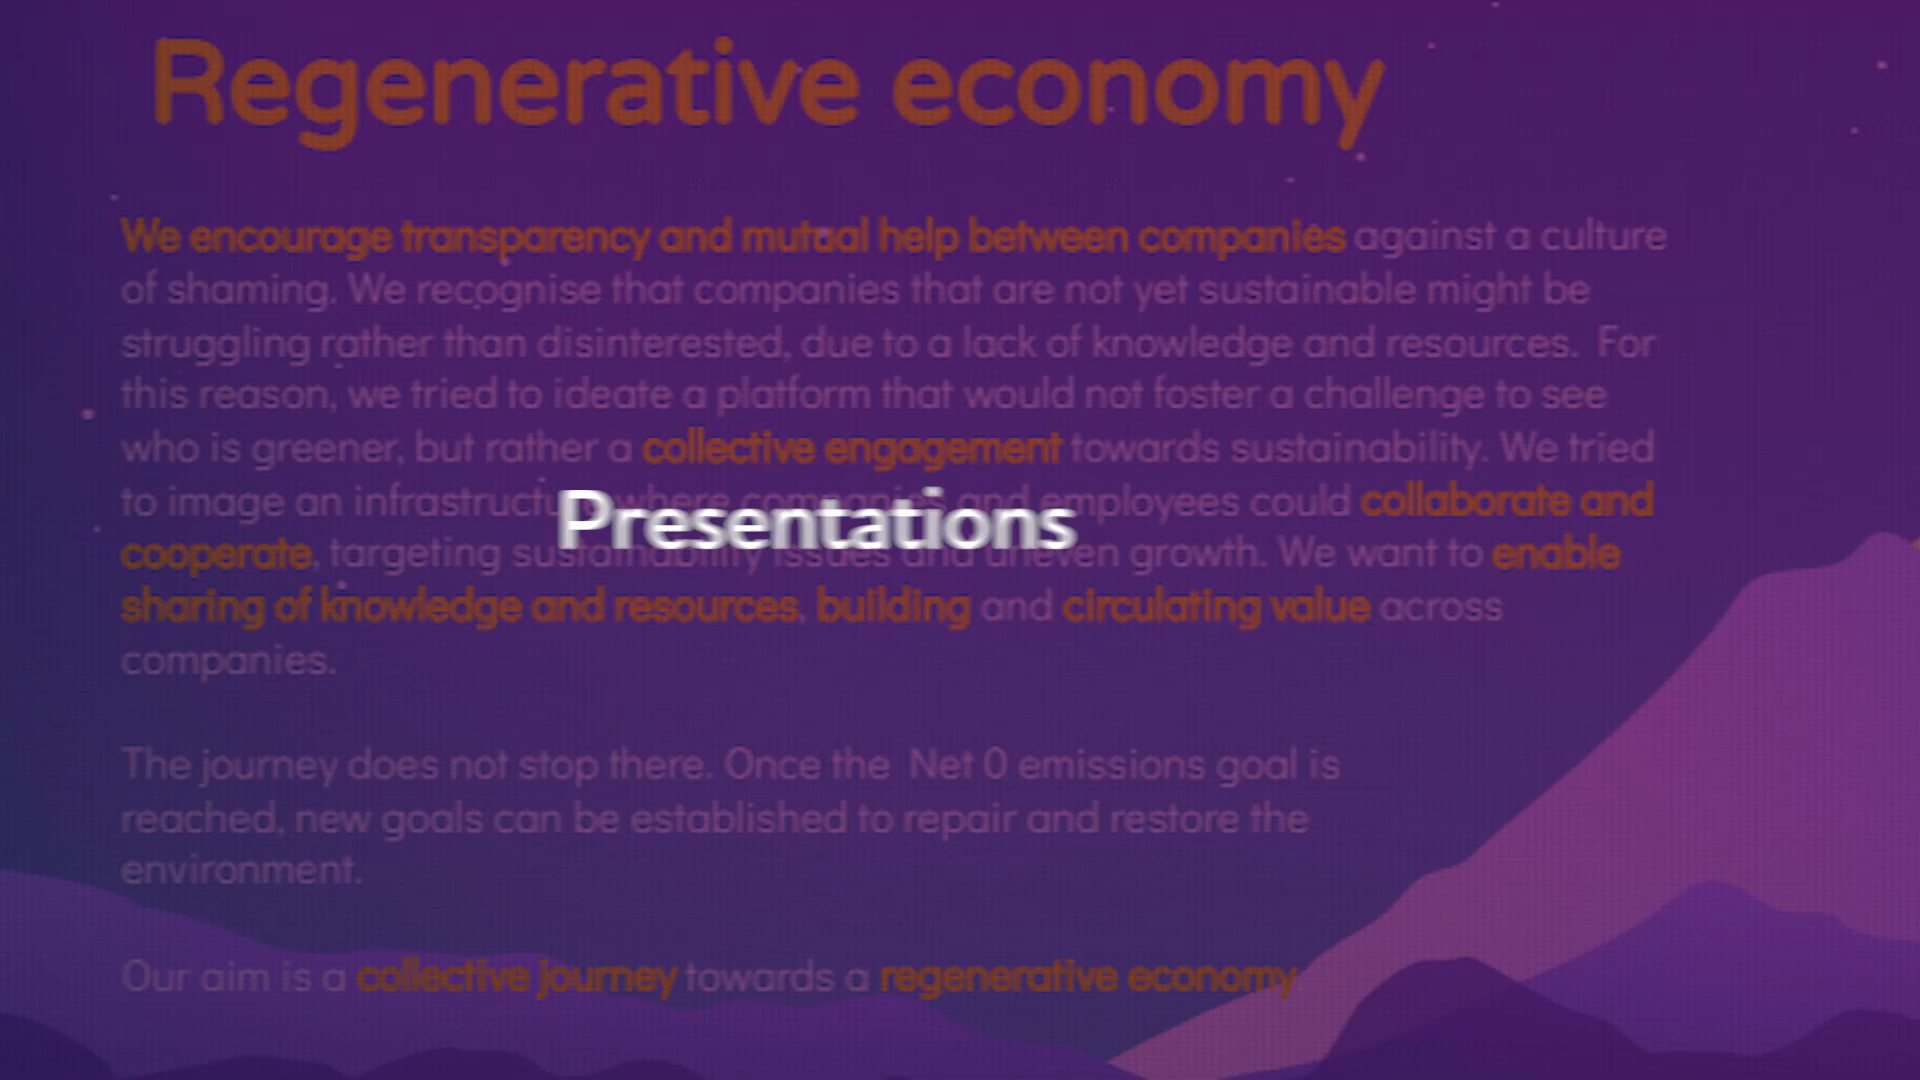 Regenerative economy
We encourage transparency and mutual help between companies against a culture
of shaming. We recognise that companies that are not yet sustainable might be
struggling rather than disinterested, due to a lack of knowledge and resources. For
this reason, we tried to ideate a platform that would not foster a challenge to see
who is greener, but rather a collective engagement towards sustainability. We tried
to image an infrastructure where companies and employees could collaborate and
Presentations
cooperate, targeting sustainability issues and uneven growth. We want to enable
sharing of knowledge and resources, building and circulating value across
companies.
The journey does not stop there. Once the Net 0 emissions goal is
reached, new goals can be established to repair and restore the
environment.
Our aim is a collective journey towards a regenerative economy